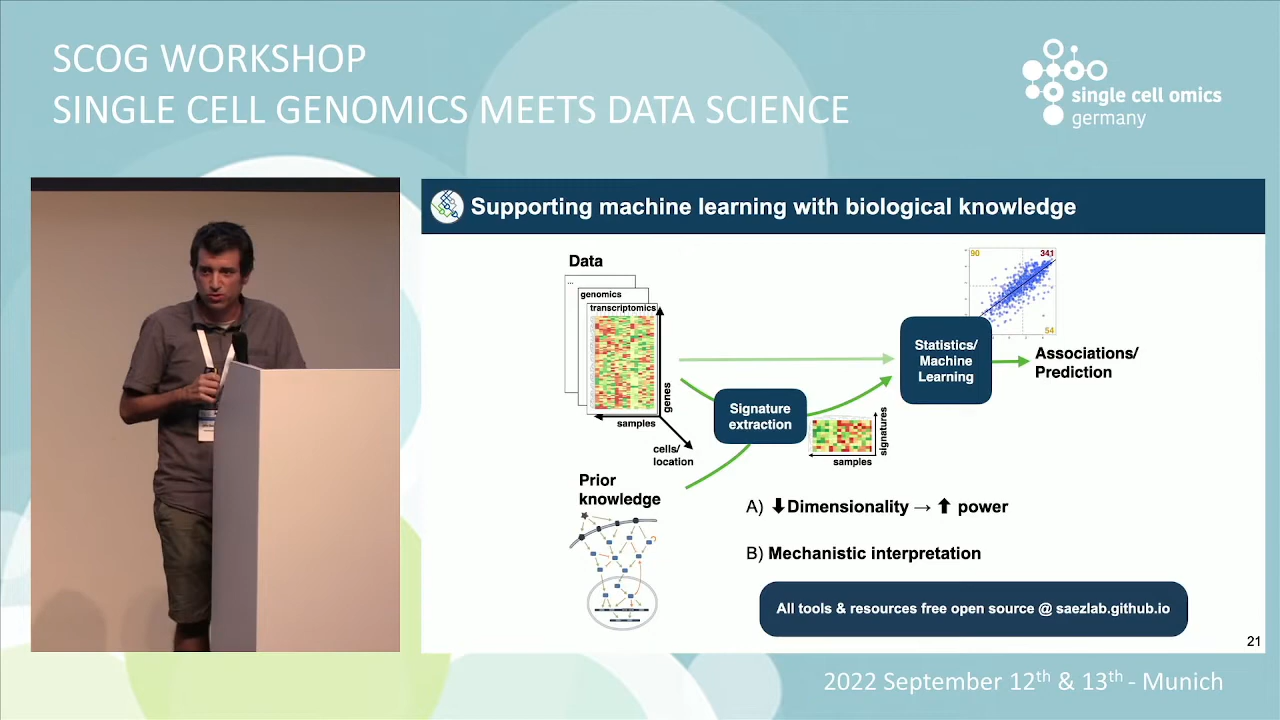 SCOG WORKSHOP
SINGLE CELL GENOMICS MEETS DATA SCIENCE
single cell omics
germany
Supporting machine learning with biological knowledge
Data
...
genomics
transcriptomics
genes
samples
cells/
location
Prior
knowledge
Signature
extraction
signatures
samples
90
341
54
Statistics/
Machine
Learning
Associations/
Prediction
A) ⬇Dimensionality → ⬆ power
B) Mechanistic interpretation
All tools & resources free open source @ saezlab.github.io
21
2022 September 12th & 13th - Munich